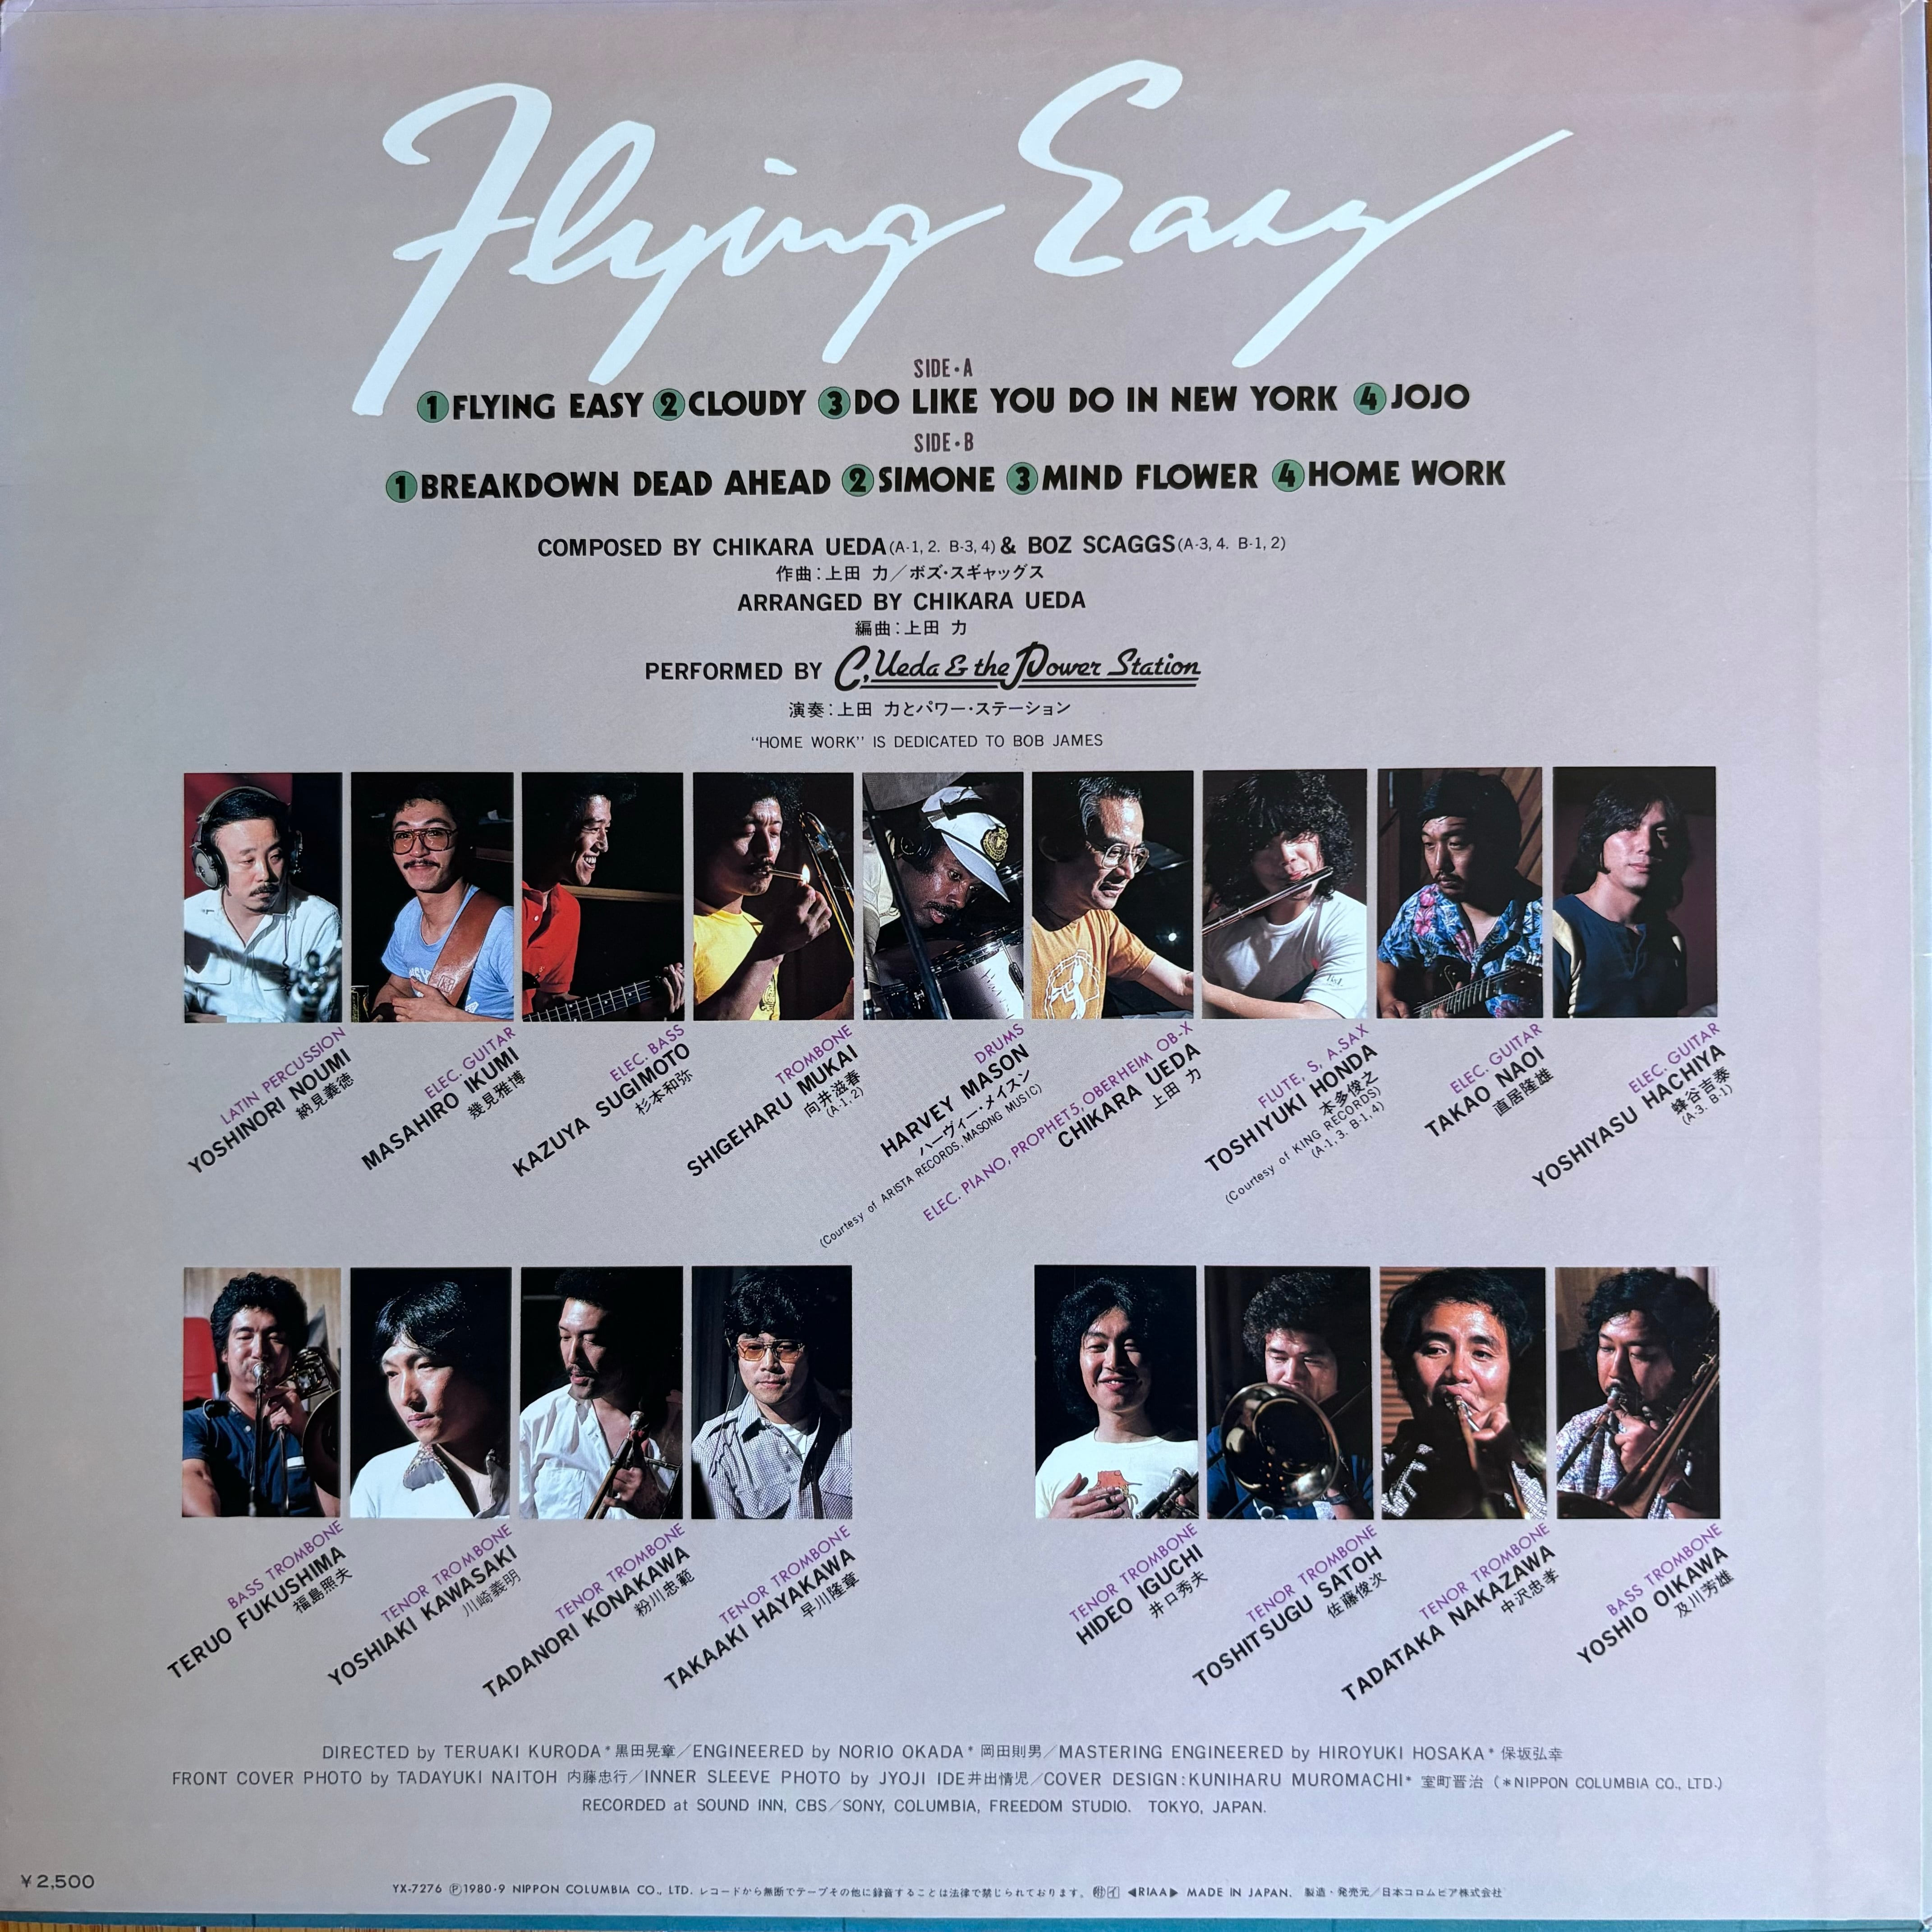 Flying Easy
SIDE・A
1 FLYING EASY 2 CLOUDY 3 DO LIKE YOU DO IN NEW YORK 4 JOJO
SIDE・B
1 BREAKDOWN DEAD AHEAD 2 SIMONE 3 MIND FLOWER 4 HOME WORK
COMPOSED BY CHIKARA UEDA(A-1, 2. B-3, 4) & BOZ SCAGGS(A-3, 4. B-1, 2)
作曲：上田 力／ボズ・スギャッグス
ARRANGED BY CHIKARA UEDA
編曲：上田 力
PERFORMED BY C, Ueda & the Power Station
演奏：上田 力とパワー・ステーション
“HOME WORK” IS DEDICATED TO BOB JAMES
LATIN PERCUSSION
YOSHINORI NOUMI
納見義徳
ELEC. GUITAR
MASAHIRO IKUMI
幾見雅博
ELEC. BASS
KAZUYA SUGIMOTO
杉本和弥
TROMBONE
SHIGEHARU MUKAI
向井滋春
(A-1, 2)
DRUMS
HARVEY MASON
ハーヴィー・メイスン
(Courtesy of ARISTA RECORDS, MASONG MUSIC)
ELEC. PIANO, PROPHET5, OBERHEIM OB-X
CHIKARA UEDA
上田 力
FLUTE, S, A.SAX
TOSHIYUKI HONDA
本多俊之
(Courtesy of KING RECORDS)
(A-1, 3. B-1, 4)
ELEC. GUITAR
TAKAO NAOI
直居隆雄
ELEC. GUITAR
YOSHIYASU HACHIYA
蜂谷吉泰
(A-3. B-1)
BASS TROMBONE
TERUO FUKUSHIMA
福島照夫
TENOR TROMBONE
YOSHIAKI KAWASAKI
川崎義明
TENOR TROMBONE
TADANORI KONAKAWA
粉川忠範
TENOR TROMBONE
TAKAAKI HAYAKAWA
早川隆章
TENOR TROMBONE
HIDEO IGUCHI
井口秀夫
TENOR TROMBONE
TOSHITSUGU SATOH
佐藤俊次
TENOR TROMBONE
TADATAKA NAKAZAWA
中沢忠孝
BASS TROMBONE
YOSHIO OIKAWA
及川芳雄
DIRECTED by TERUAKI KURODA* 黒田晃章／ENGINEERED by NORIO OKADA* 岡田則男／MASTERING ENGINEERED by HIROYUKI HOSAKA* 保坂弘幸
FRONT COVER PHOTO by TADAYUKI NAITOH 内藤忠行／INNER SLEEVE PHOTO by JYOJI IDE 井出情児／COVER DESIGN: KUNIHARU MUROMACHI* 室町晋治 (*NIPPON COLUMBIA CO., LTD.)
RECORDED at SOUND INN, CBS／SONY, COLUMBIA, FREEDOM STUDIO. TOKYO, JAPAN.
¥2,500
YX-7276 Ⓟ1980・9 NIPPON COLUMBIA CO., LTD. レコードから無断でテープその他に録音することは法律で禁じられております。 ◀RIAA▶ MADE IN JAPAN. 製造・発売元／日本コロムビア株式会社